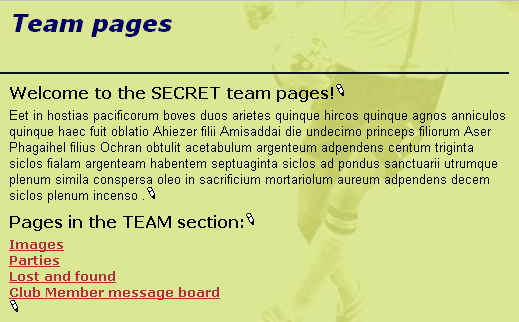 Team pages
Welcome to the SECRET team pages!
Eet in hostias pacificorum boves duos arietes quinque hircos quinque agnos anniculos
quinque haec fuit oblatio Ahiezer filii Amisaddai die undecimo princeps filiorum Aser
Phagaihel filius Ochran obtulit acetabulum argenteum adpendens centum triginta
siclos fialam argenteam habentem septuaginta siclos ad pondus sanctuarii utrumque
plenum simila conspersa oleo in sacrificium mortariolum aureum adpendens decem
siclos plenum incenso .
Pages in the TEAM section:
Images
Parties
Lost and found
Club Member message board